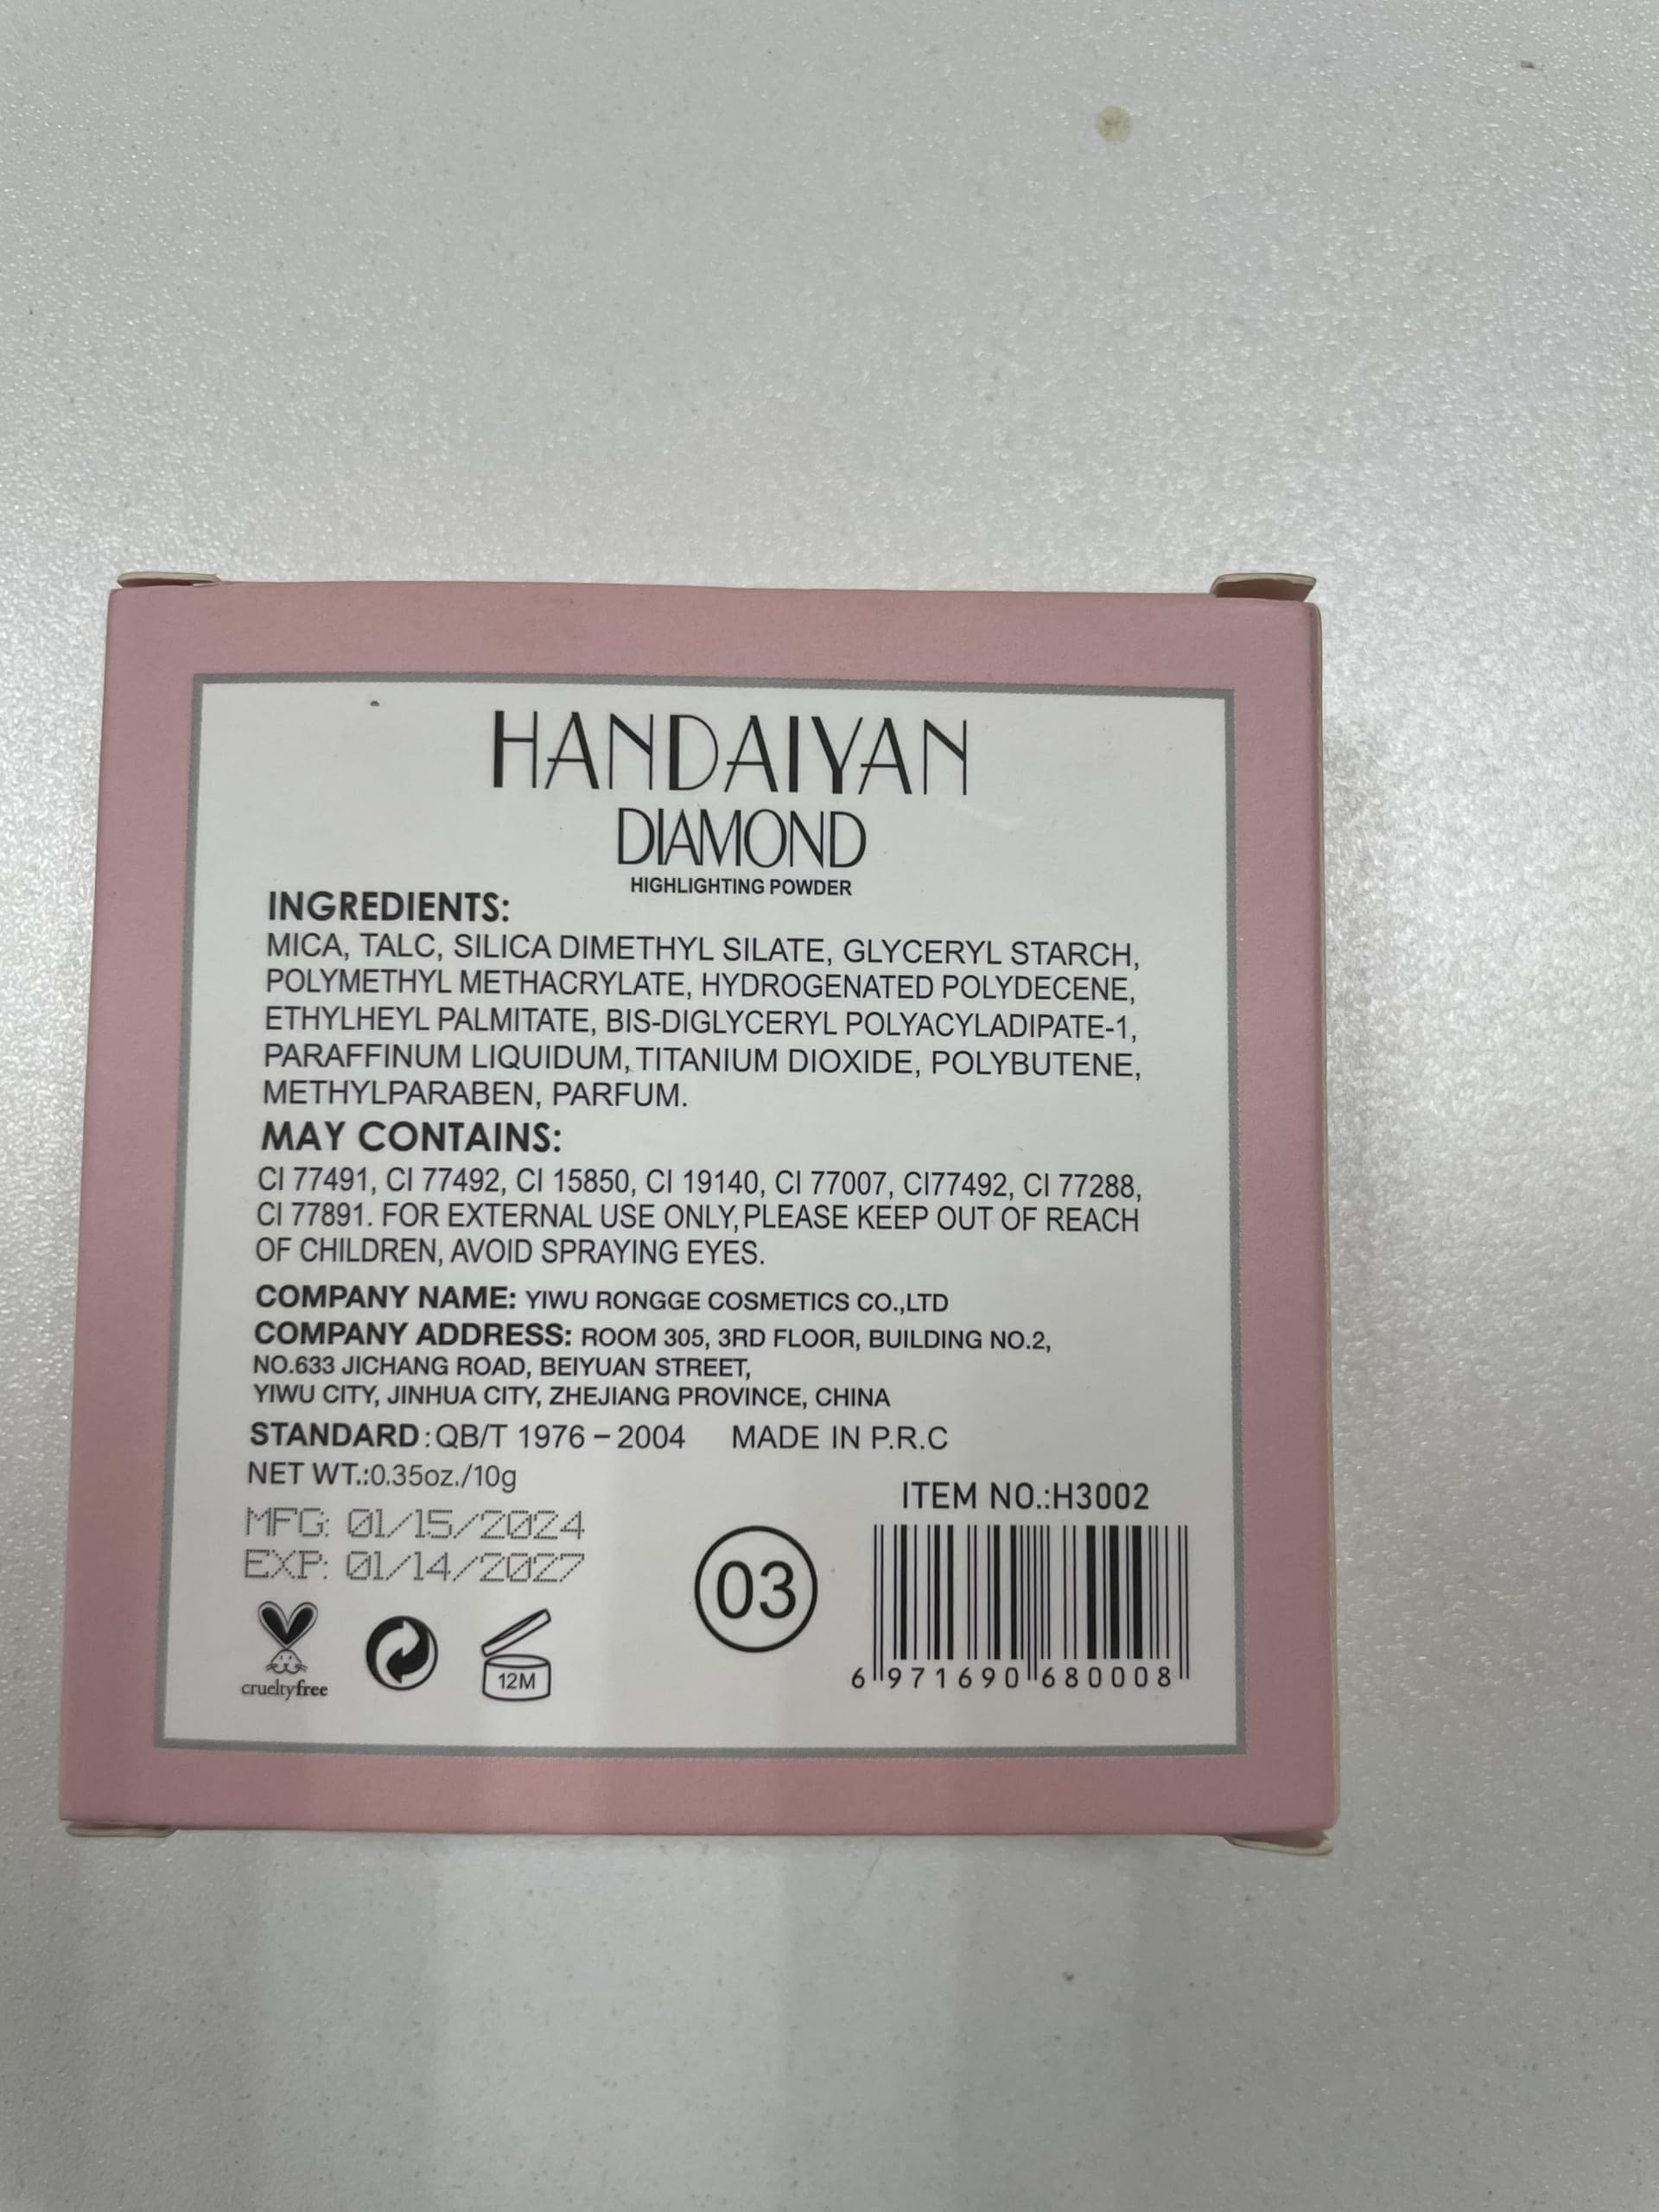 HANDAIYAN
DIAMOND
HIGHLIGHTING POWDER
INGREDIENTS:
MICA, TALC, SILICA DIMETHYL SILATE, GLYCERYL STARCH,
POLYMETHYL METHACRYLATE, HYDROGENATED POLYDECENE,
ETHYLHEYL PALMITATE, BIS-DIGLYCERYL POLYACYLADIPATE-1,
PARAFFINUM LIQUIDUM, TITANIUM DIOXIDE, POLYBUTENE,
METHYLPARABEN, PARFUM.
MAY CONTAINS:
CI 77491, CI 77492, CI 15850, CI 19140, CI 77007, CI77492, CI 77288,
CI 77891. FOR EXTERNAL USE ONLY, PLEASE KEEP OUT OF REACH
OF CHILDREN, AVOID SPRAYING EYES.
COMPANY NAME: YIWU RONGGE COSMETICS CO.,LTD
COMPANY ADDRESS: ROOM 305, 3RD FLOOR, BUILDING NO.2,
NO.633 JICHANG ROAD, BEIYUAN STREET,
YIWU CITY, JINHUA CITY, ZHEJIANG PROVINCE, CHINA
STANDARD:QB/T 1976 – 2004 MADE IN P.R.C
NET WT.:0.35oz./10g
ITEM NO.:H3002
MFG: 01/15/2024
EXP: 01/14/2027
03
6 971690 680008
crueltyfree
12M